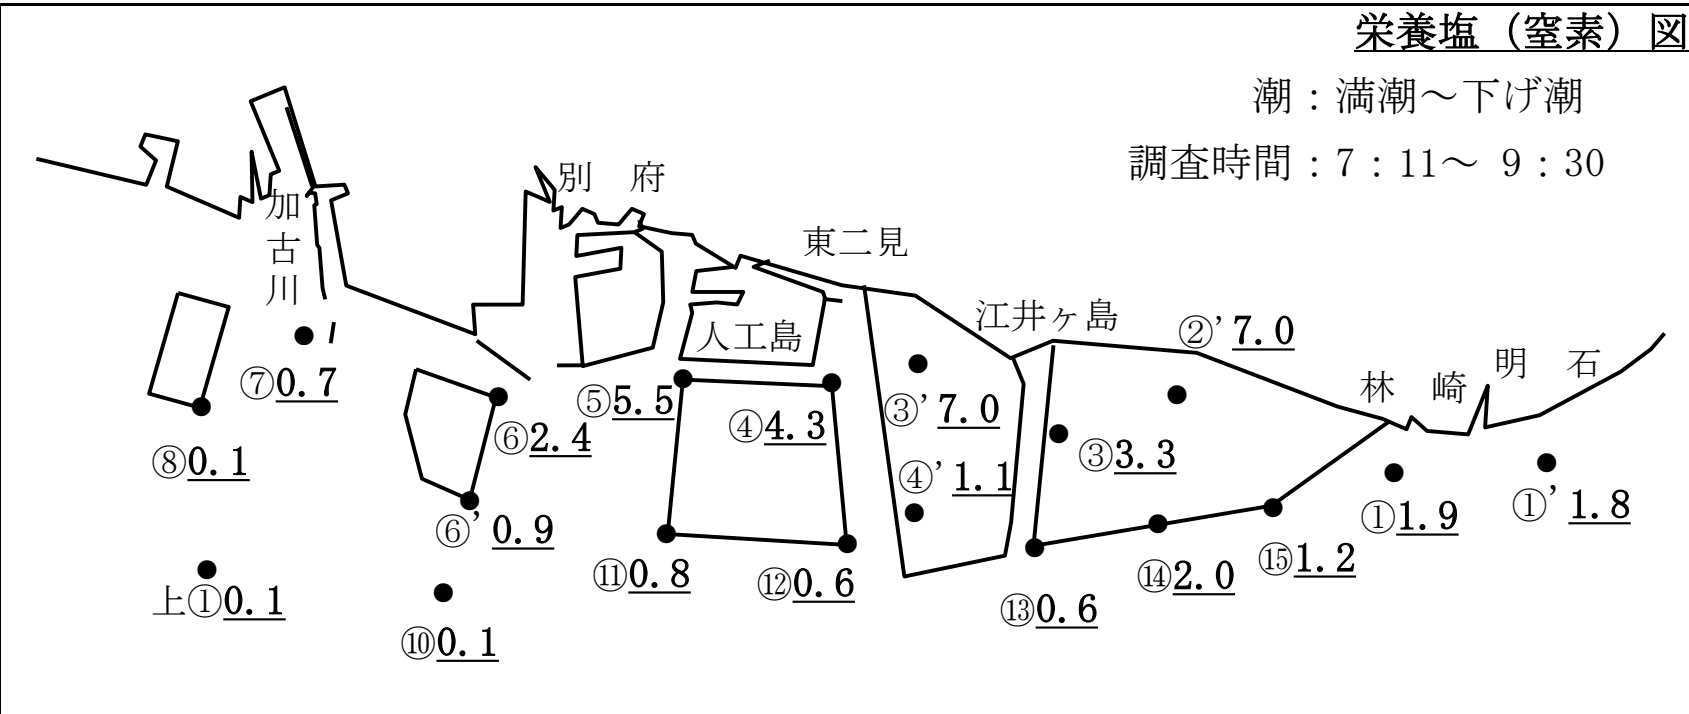 栄養塩（窒素）図
潮：満潮～下げ潮
調査時間：7：11～ 9：30
別 府
加古川
東二見
江井ヶ島
人工島
②’7.0
明 石
林 崎
⑦0.7
⑤5.5
④4.3
③’7.0
⑥2.4
③3.3
⑧0.1
④’1.1
①1.9
①’1.8
⑥’0.9
⑪0.8
⑫0.6
⑭2.0
⑮1.2
上①0.1
⑬0.6
⑩0.1